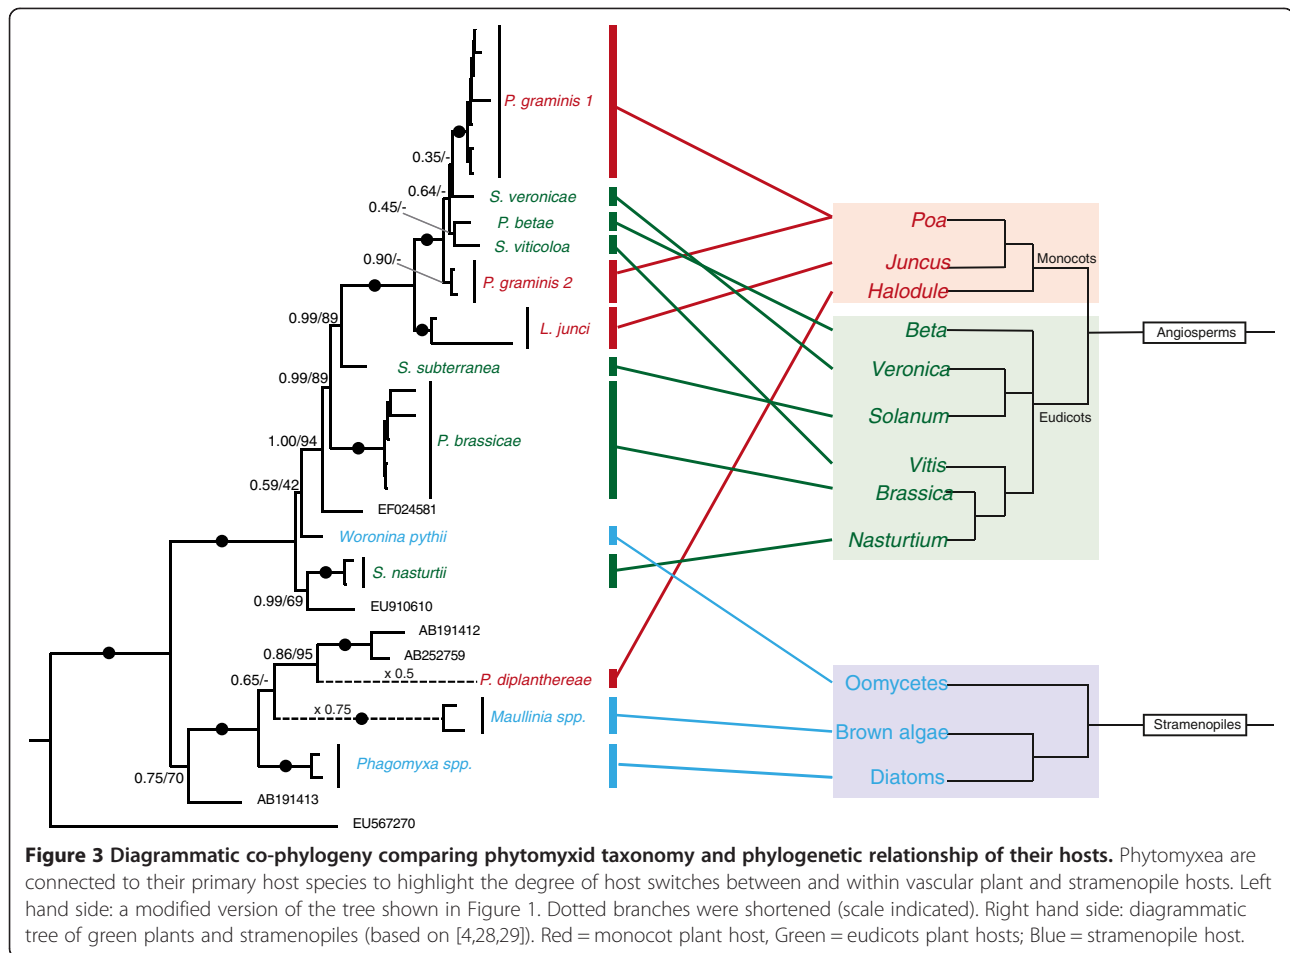 P. graminis 1
0.35/-
0.64/-
S. veronicae
0.45/-
P. betae
S. viticoloa
0.90/-
P. graminis 2
0.99/89
L. junci
S. subterranea
0.99/89
1.00/94
P. brassicae
0.59/42
EF024581
Woronina pythii
S. nasturtii
0.99/69
EU910610
AB191412
0.86/95
AB252759
x 0.5
P. diplanthereae
0.65/-
x 0.75
Maullinia spp.
Phagomyxa spp.
0.75/70
AB191413
EU567270
Poa
Juncus
Halodule
Monocots
Beta
Veronica
Solanum
Eudicots
Vitis
Brassica
Nasturtium
Angiosperms
Oomycetes
Brown algae
Diatoms
Stramenopiles
Figure 3 Diagrammatic co-phylogeny comparing phytomyxid taxonomy and phylogenetic relationship of their hosts. Phytomyxea are
connected to their primary host species to highlight the degree of host switches between and within vascular plant and stramenopile hosts. Left
hand side: a modified version of the tree shown in Figure 1. Dotted branches were shortened (scale indicated). Right hand side: diagrammatic
tree of green plants and stramenopiles (based on [4,28,29]). Red = monocot plant host, Green = eudicots plant hosts; Blue = stramenopile host.